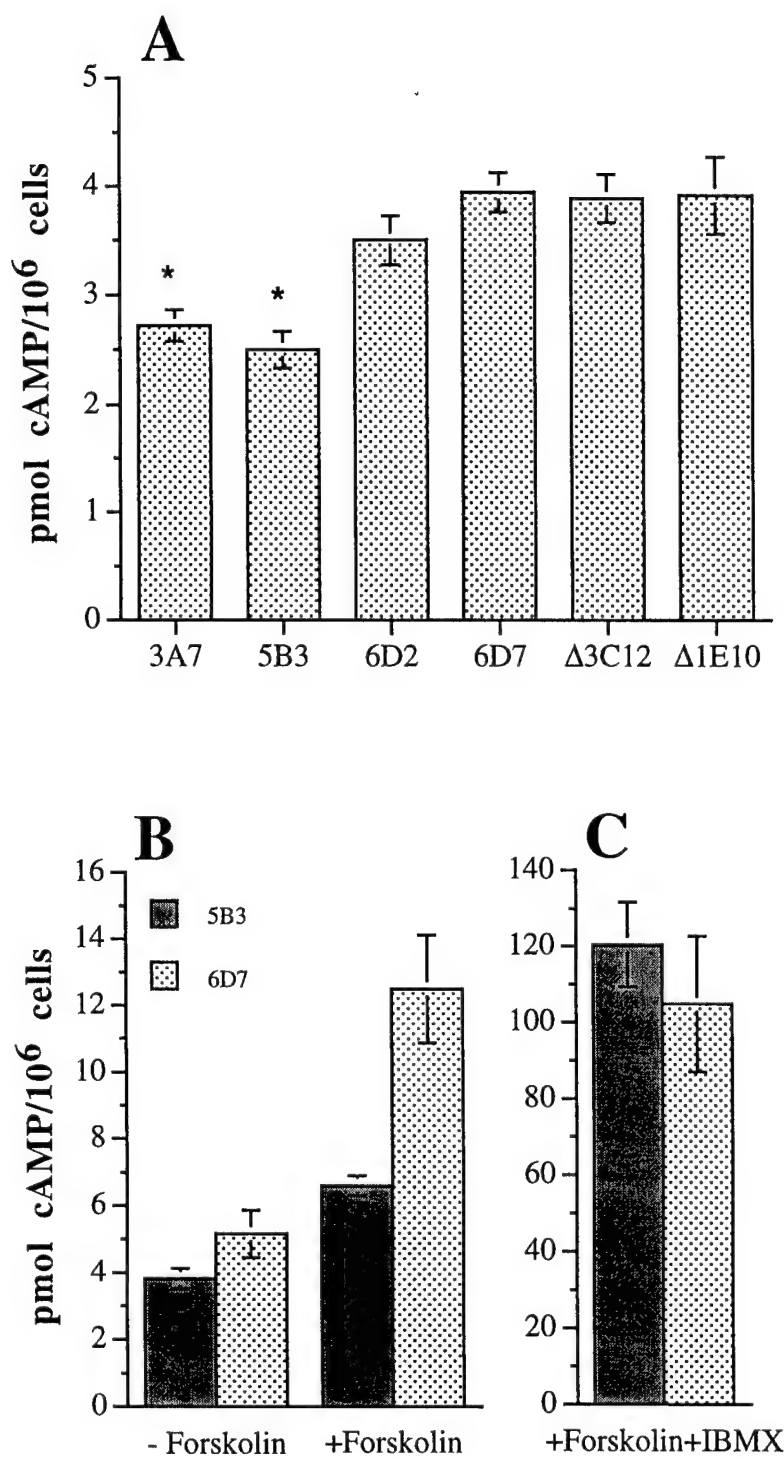 A
pmol cAMP/10⁶ cells
5
4
3
2
1
0
*
*
3A7 5B3 6D2 6D7 Δ3C12 Δ1E10
B
pmol cAMP/10⁶ cells
16
14
12
10
8
6
4
2
0
5B3
6D7
- Forskolin +Forskolin
C
140
120
100
80
60
40
20
0
+Forskolin+IBMX